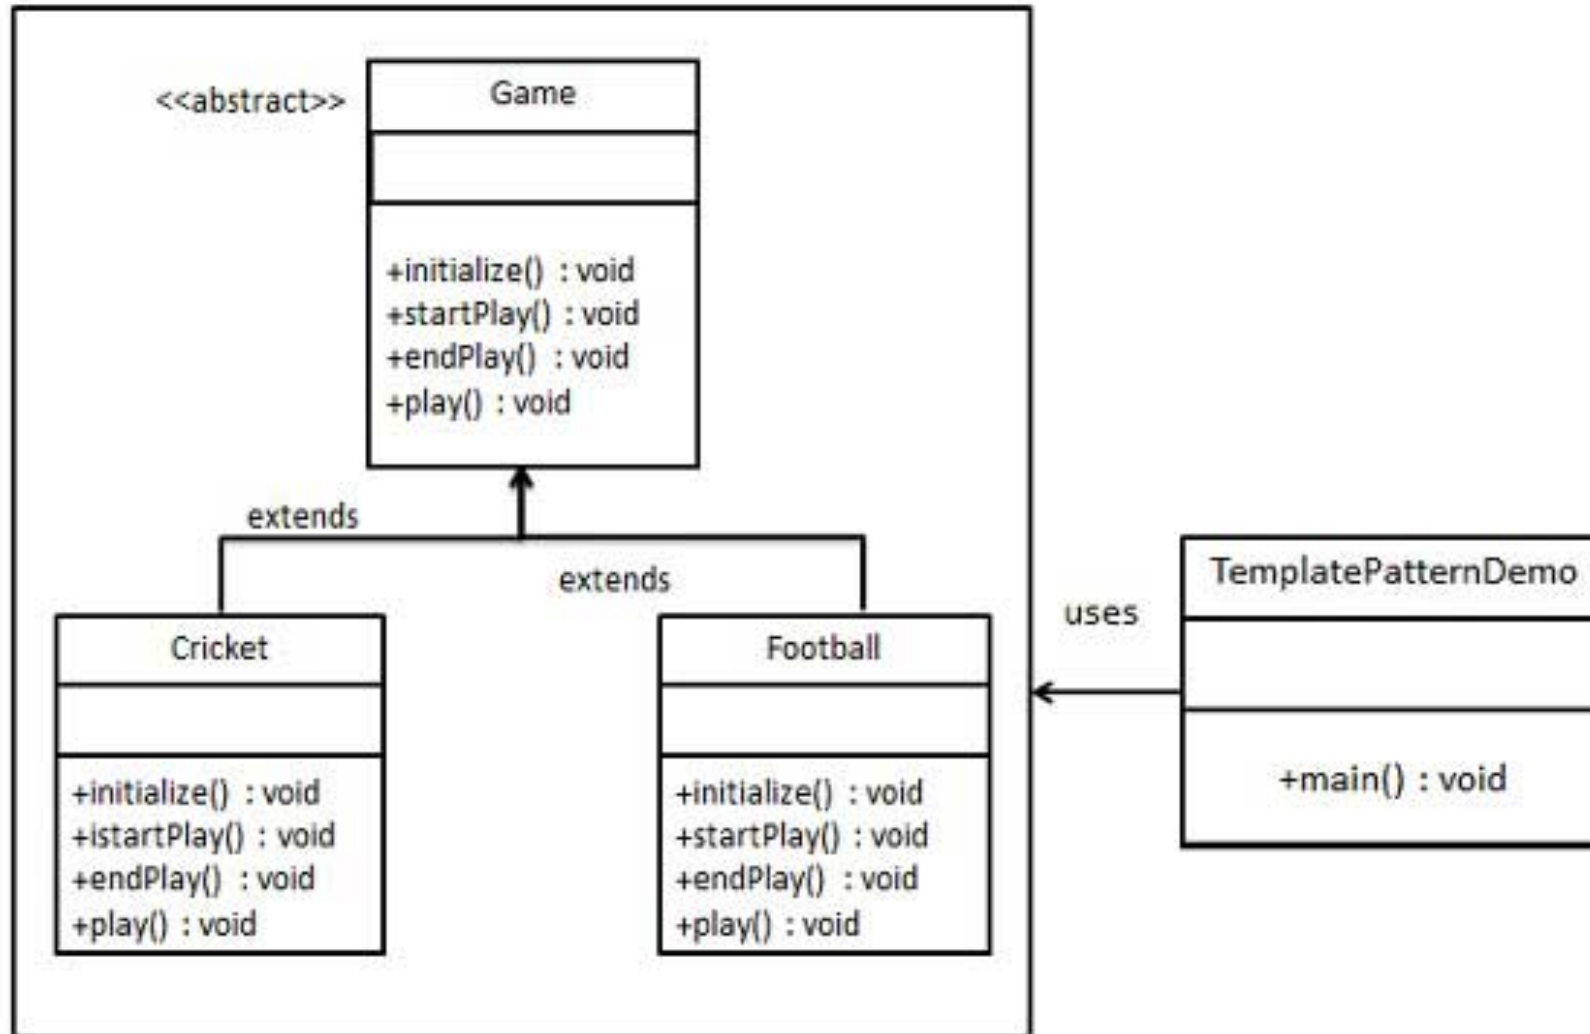 <<abstract>>
Game
+initialize() : void
+startPlay() : void
+endPlay() : void
+play() : void
extends
extends
Cricket
+initialize() : void
+istartPlay() : void
+endPlay() : void
+play() : void
Football
+initialize() : void
+startPlay() : void
+endPlay() : void
+play() : void
uses
TemplatePatternDemo
+main() : void